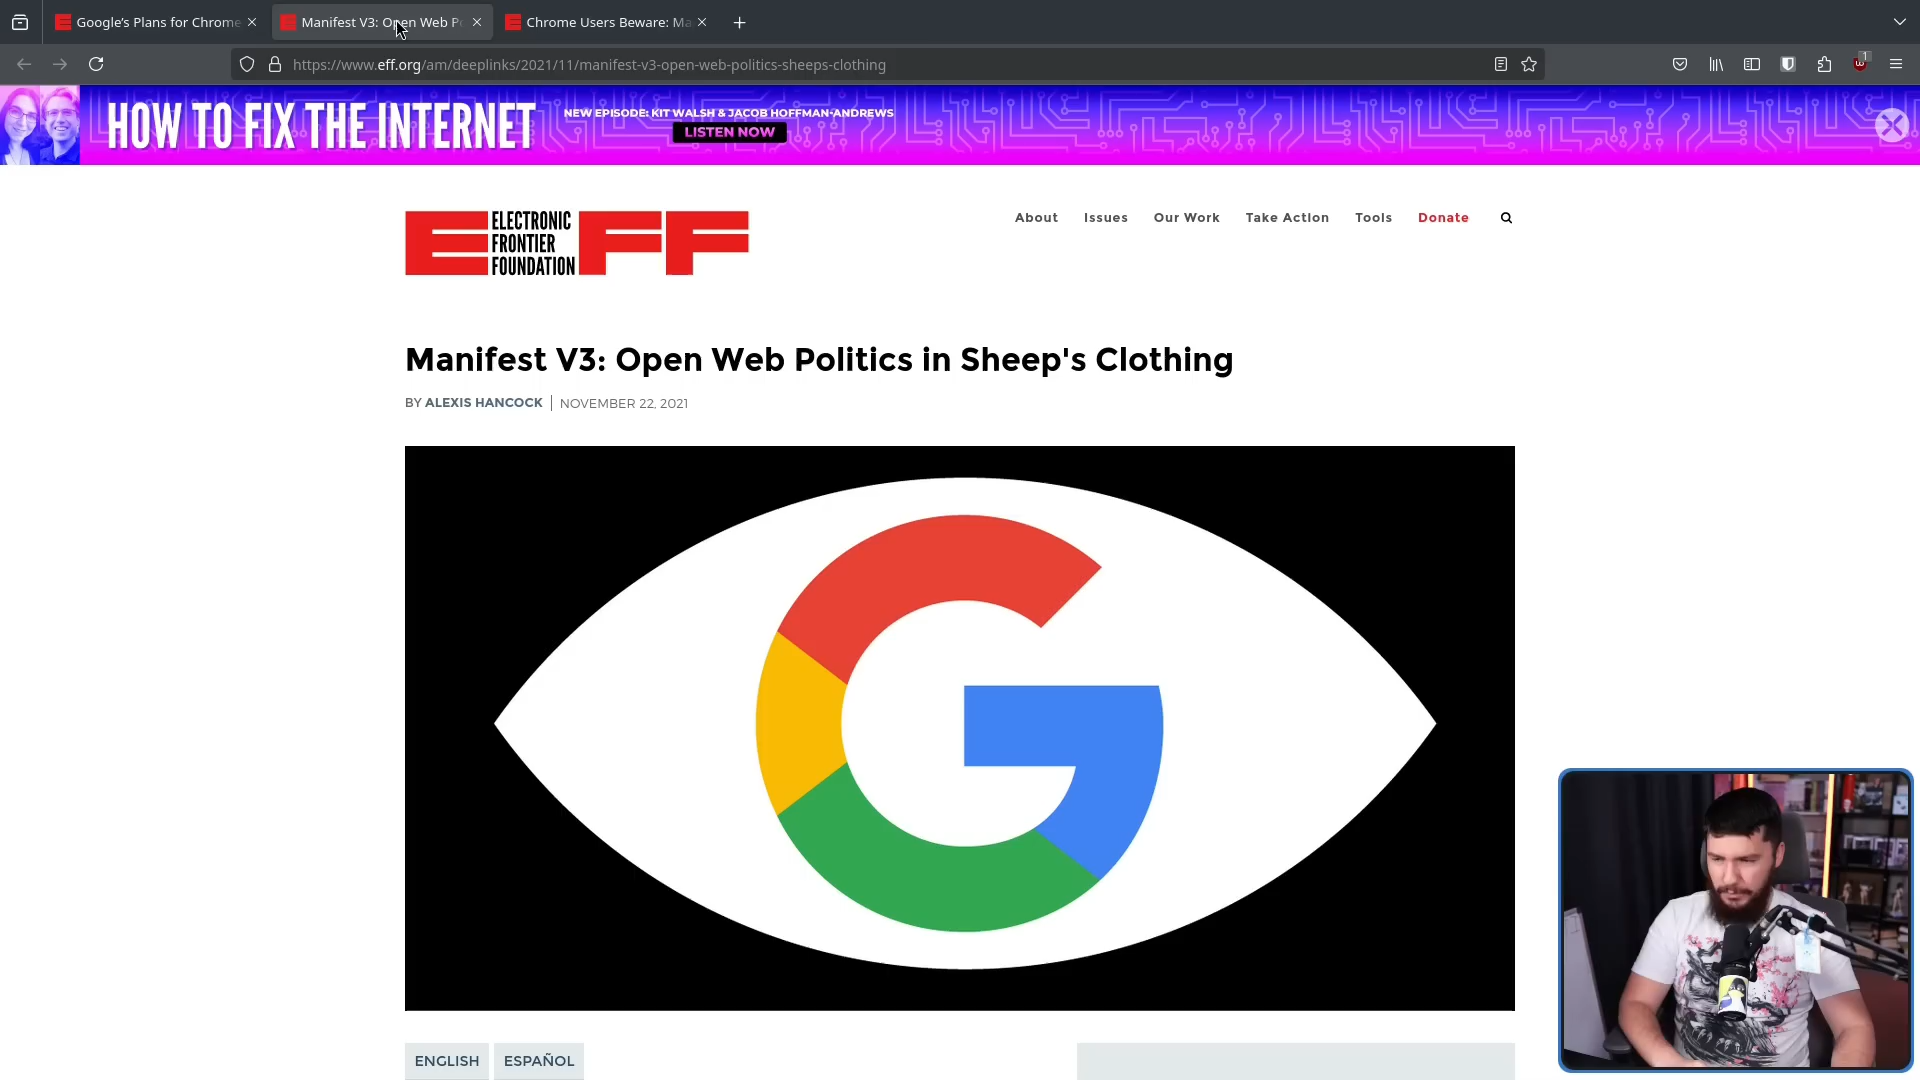 Google's Plans for Chrome
Manifest V3: Open Web P
Chrome Users Beware: Ma
https://www.eff.org/am/deeplinks/2021/11/manifest-v3-open-web-politics-sheeps-clothing
1
HOW TO FIX THE INTERNET
NEW EPISODE: KIT WALSH & JACOB HOFFMAN-ANDREWS
LISTEN NOW
EFF
ELECTRONIC
FRONTIER
FOUNDATION
About Issues Our Work Take Action Tools Donate
Manifest V3: Open Web Politics in Sheep's Clothing
BY ALEXIS HANCOCK | NOVEMBER 22, 2021
ENGLISH ESPAÑOL